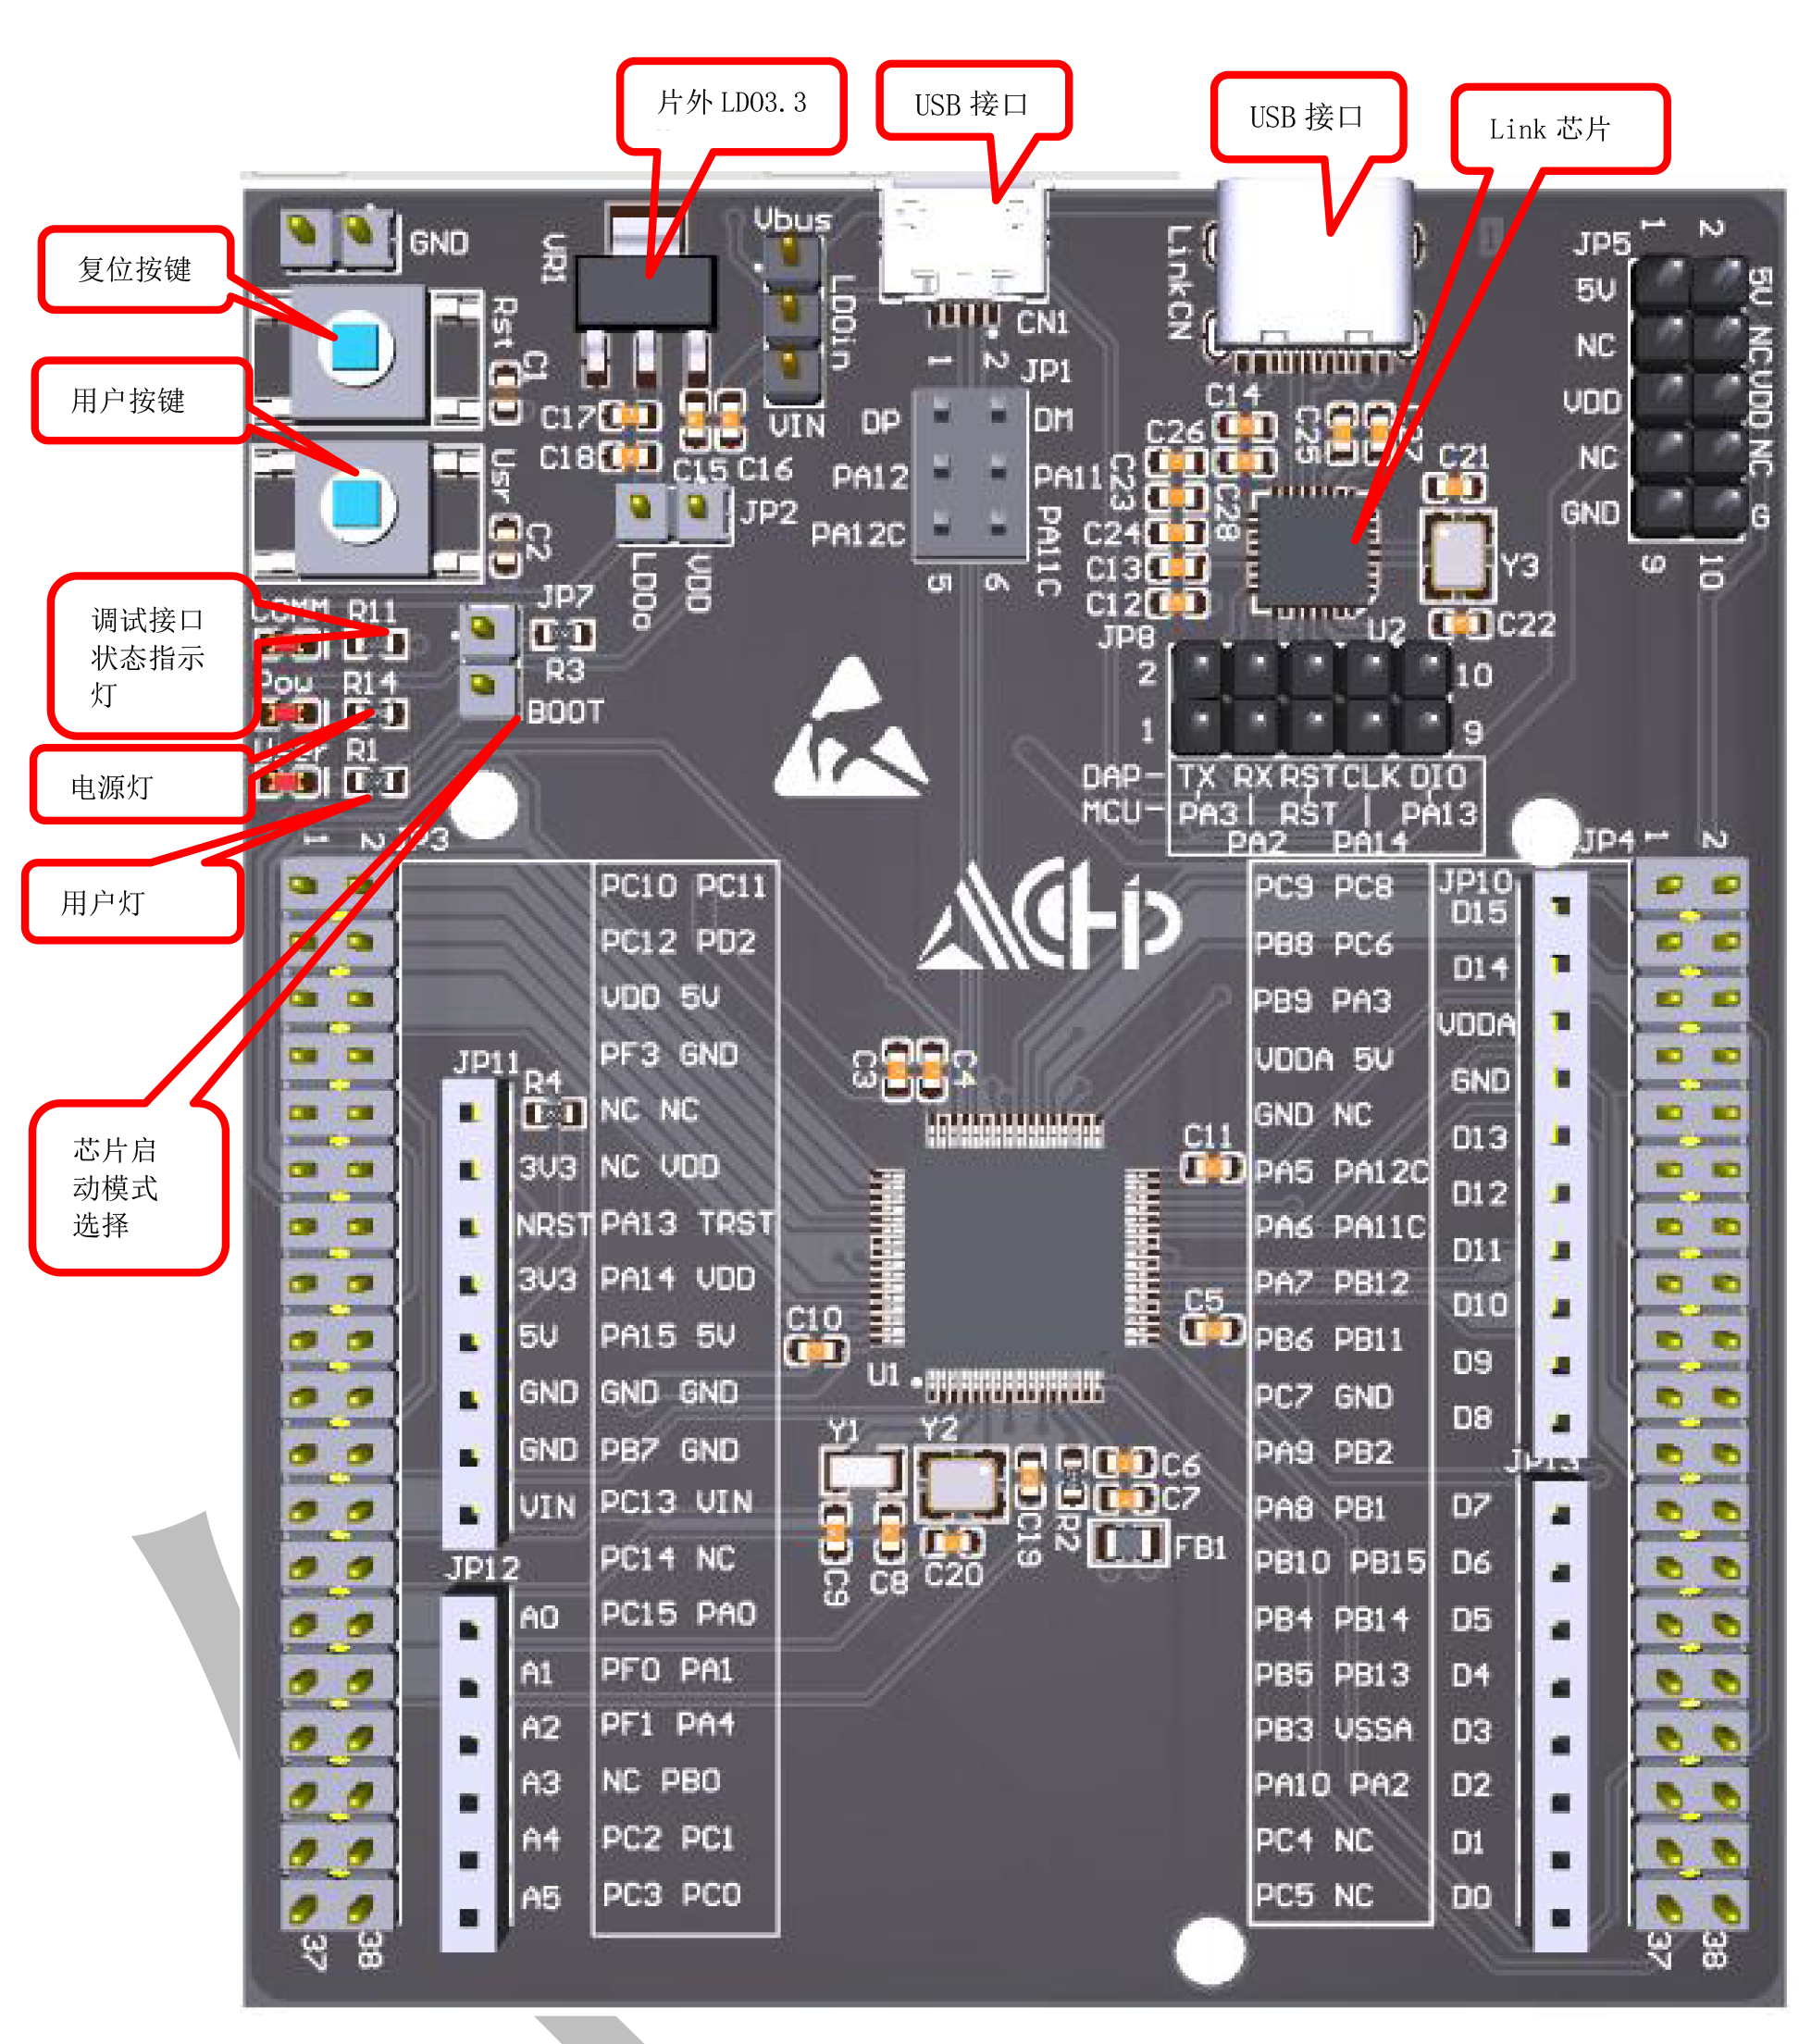 片外 LDO3.3
USB 接口
USB 接口
Link 芯片
复位按键
用户按键
调试接口
状态指示
灯
电源灯
用户灯
芯片启
动模式
选择
GND
VR1
Vbus
LDOin
VIN
CN1
LinkCN
Rst
C1
Usr
C2
C17
C18
C15 C16
JP2
LDOo
VDD
1 2
JP1
DP DM
PA12 PA11
PA12C PA11C
5 6
C14
C26
C25
C23
C28
C24
C13
C12
C21
Y3
C22
U2
1 2
JP5
5V 5V
NC NC
VDD VDD
NC NC
GND G
9 10
R11
Pow R14
R1
JP7
R3
BOOT
JP8
2 10
1 9
DAP- TX RX RST CLK DIO
MCU- PA3 RST PA13
PA2 PA14
ACHP
1 2 JP3
PC10 PC11
PC12 PD2
VDD 5V
PF3 GND
NC NC
NC VDD
PA13 TRST
PA14 VDD
PA15 5V
GND GND
PB7 GND
PC13 VIN
PC14 NC
PC15 PA0
PF0 PA1
PF1 PA4
NC PB0
PC2 PC1
PC3 PC0
37 38
JP11
R4
3V3
NRST
3V3
5V
GND
GND
VIN
JP12
A0
A1
A2
A3
A4
A5
C3
C4
C11
C5
C10
U1
Y1
Y2
C6
C7
C19
R2
FB1
C9
C8
C20
JP4 1 2
PC9 PC8
PB8 PC6
PB9 PA3
VDDA 5V
GND NC
PA5 PA12C
PA6 PA11C
PA7 PB12
PB6 PB11
PC7 GND
PA9 PB2
PA8 PB1
PB10 PB15
PB4 PB14
PB5 PB13
PB3 VSSA
PA10 PA2
PC4 NC
PC5 NC
JP10
D15
D14
VDDA
GND
D13
D12
D11
D10
D9
D8
JP13
D7
D6
D5
D4
D3
D2
D1
D0
37 38